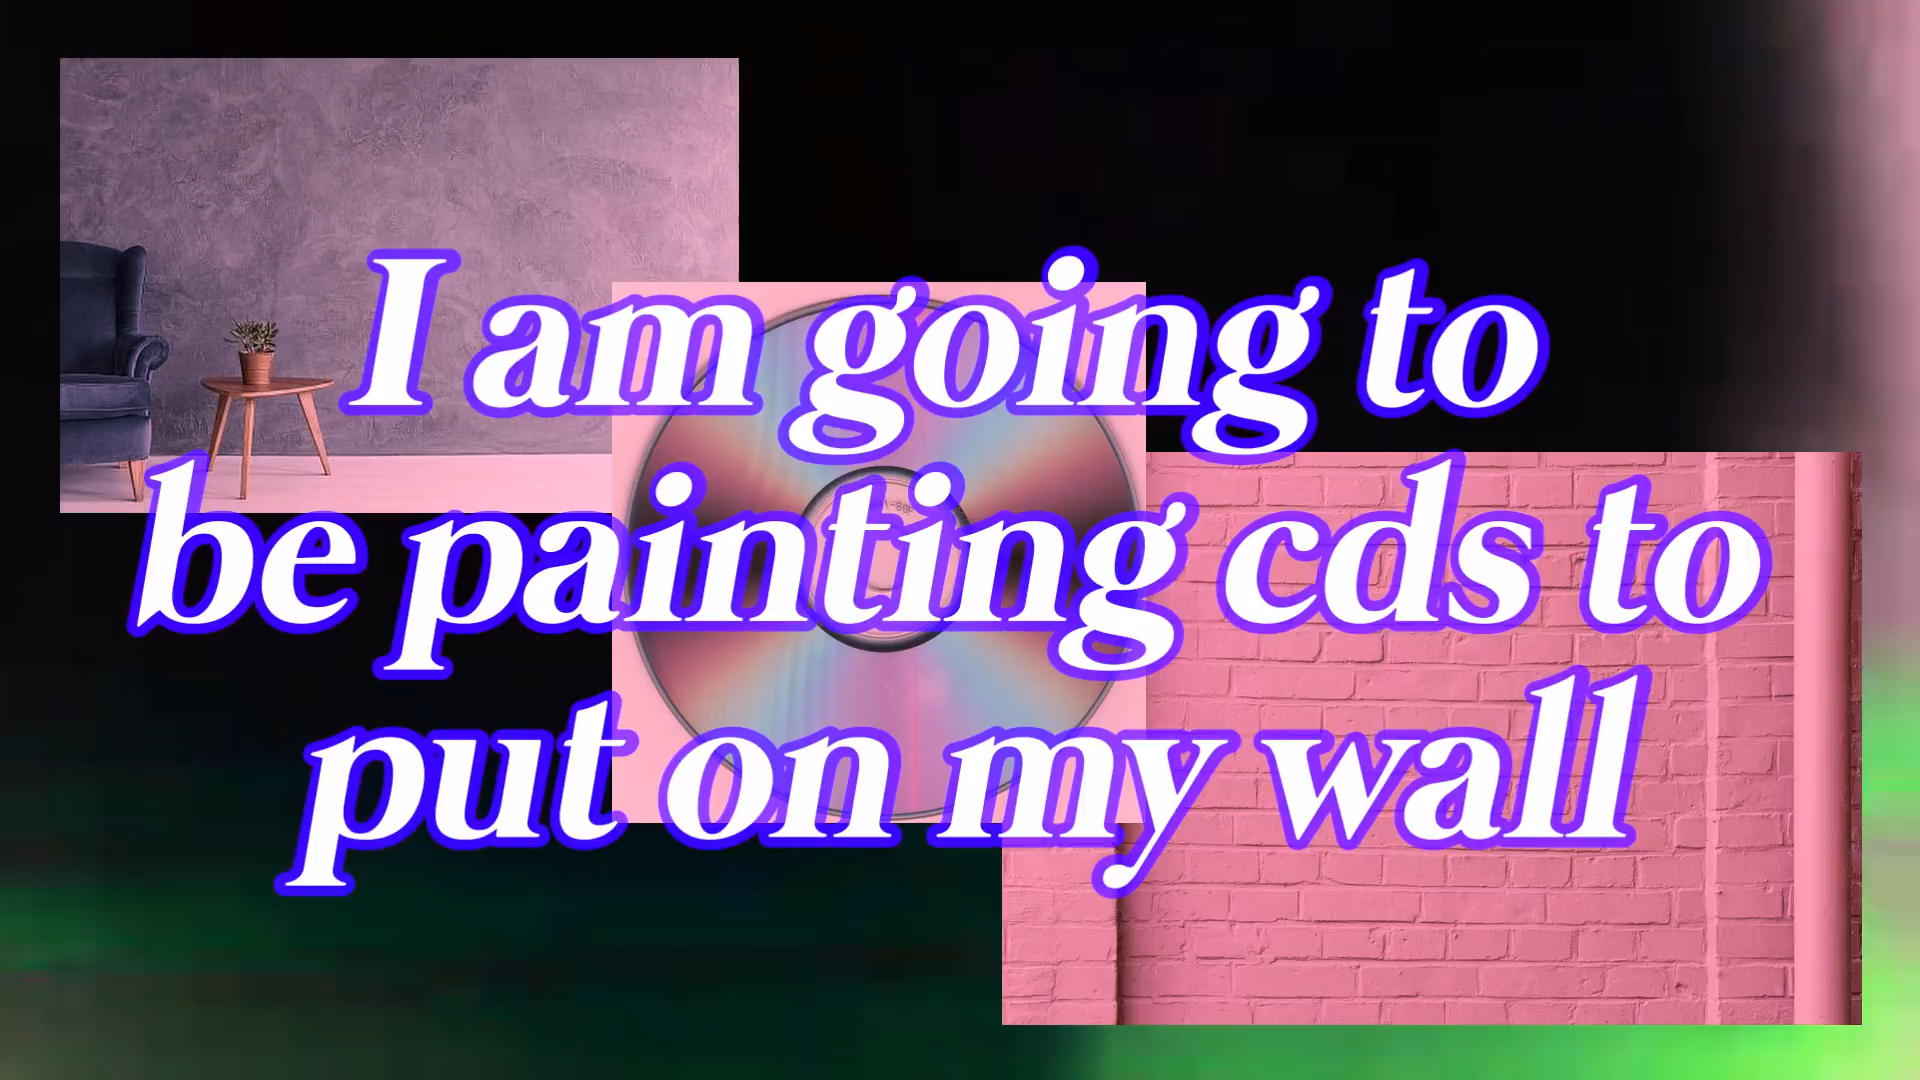 I am going to
be painting cds to
put on my wall